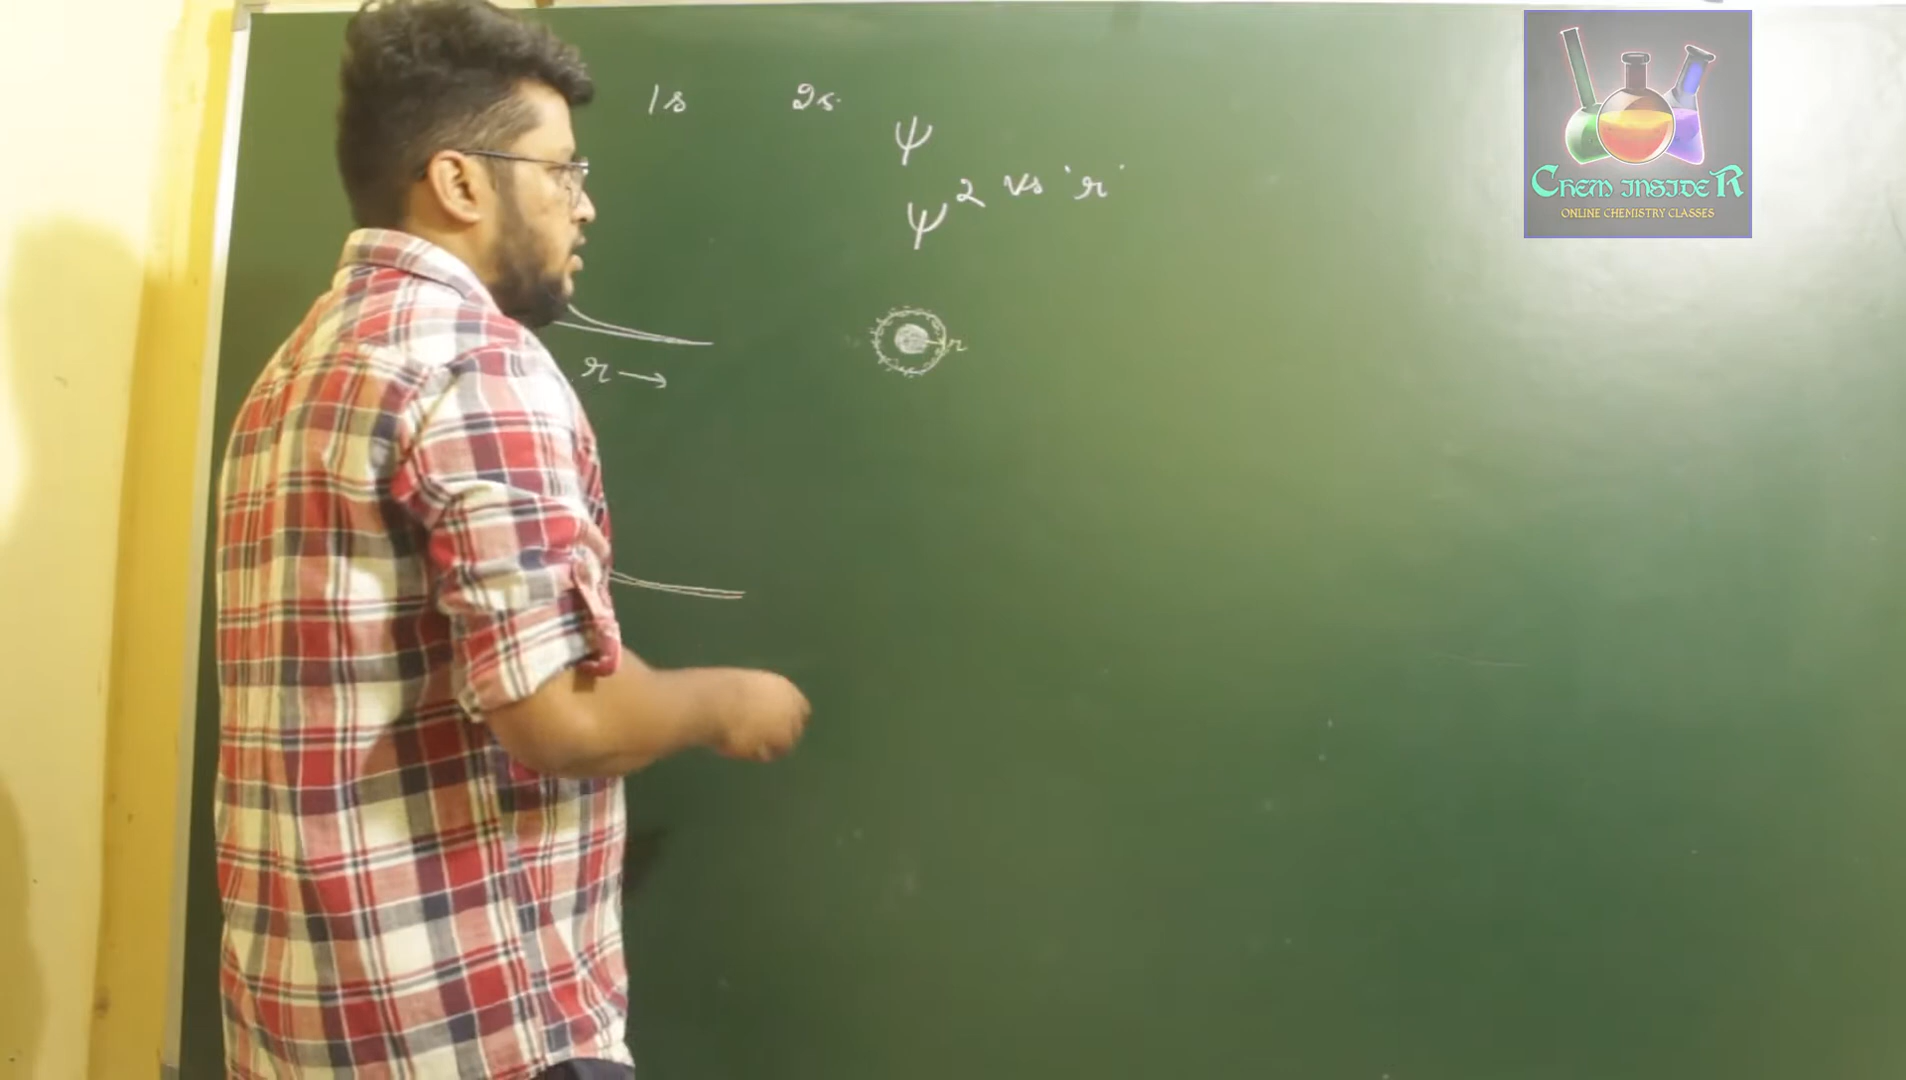 1s 2s
ψ
ψ² vs 'r'
r
r →
CHEM INSIDER
ONLINE CHEMISTRY CLASSES